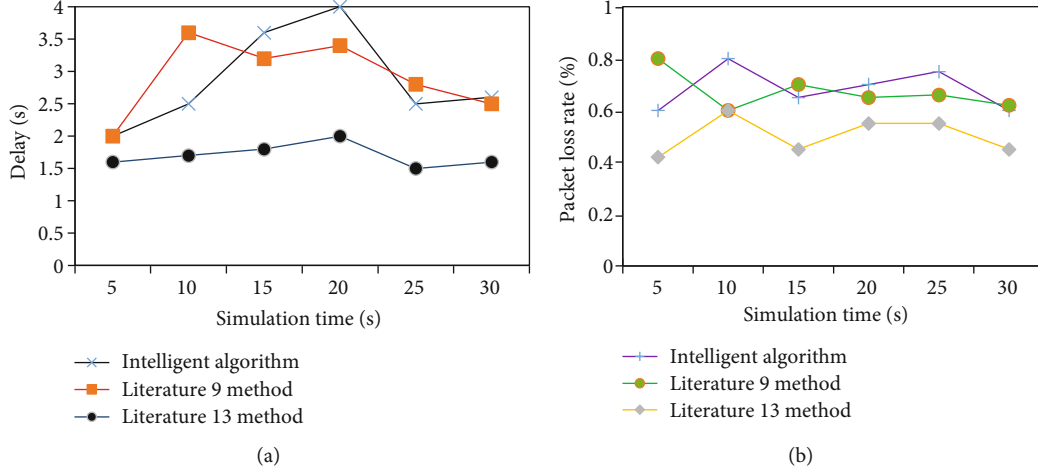 4
3.5
3
2.5
2
1.5
1
0.5
0
Delay (s)
5 10 15 20 25 30
Simulation time (s)
Intelligent algorithm
Literature 9 method
Literature 13 method
(a)
1
0.8
0.6
0.4
0.2
0
Packet loss rate (%)
5 10 15 20 25 30
Simulation time (s)
Intelligent algorithm
Literature 9 method
Literature 13 method
(b)